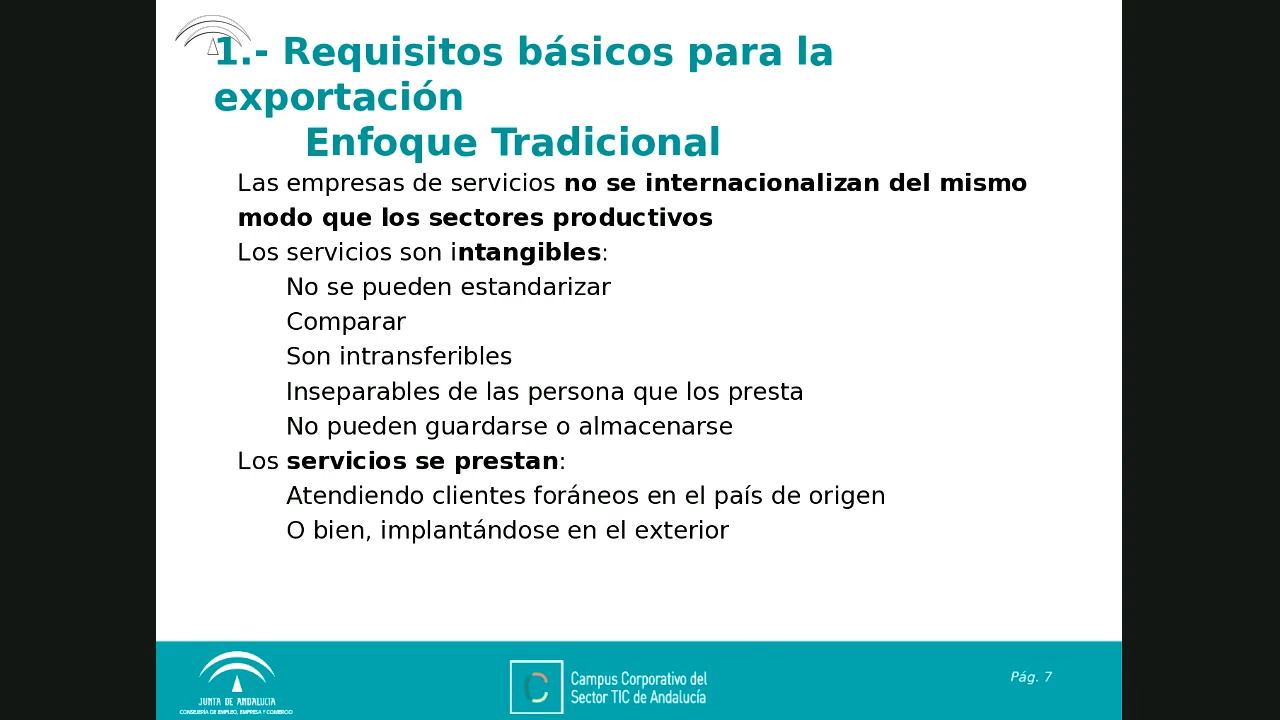 1.- Requisitos básicos para la
exportación
Enfoque Tradicional
Las empresas de servicios no se internacionalizan del mismo
modo que los sectores productivos
Los servicios son intangibles:
No se pueden estandarizar
Comparar
Son intransferibles
Inseparables de las persona que los presta
No pueden guardarse o almacenarse
Los servicios se prestan:
Atendiendo clientes foráneos en el país de origen
O bien, implantándose en el exterior
JUNTA DE ANDALUCIA
CONSEJERÍA DE EMPLEO, EMPRESA Y COMERCIO
Campus Corporativo del
Sector TIC de Andalucía
Pág. 7